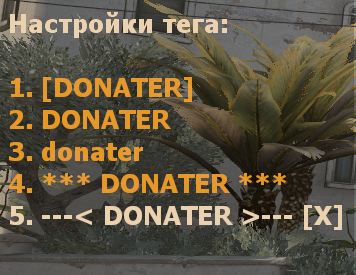 Настройки тега:
1. [DONATER]
2. DONATER
3. donater
4. *** DONATER ***
5. ---< DONATER >--- [X]